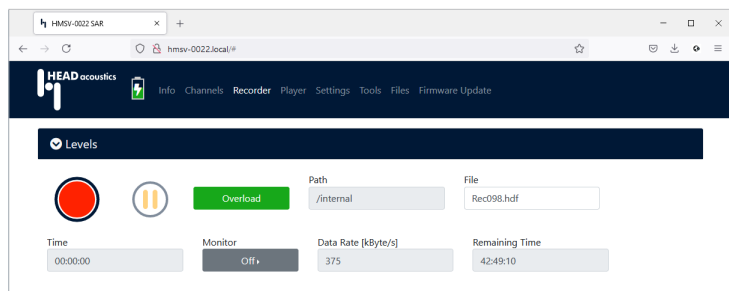 HMSV-0022 SAR
hmsv-0022.local/#
HEAD acoustics
Info Channels Recorder Player Settings Tools Files Firmware Update
Levels
Path
File
Overload
/internal
Rec098.hdf
Time
Monitor
Data Rate [kByte/s]
Remaining Time
00:00:00
Off
375
42:49:10